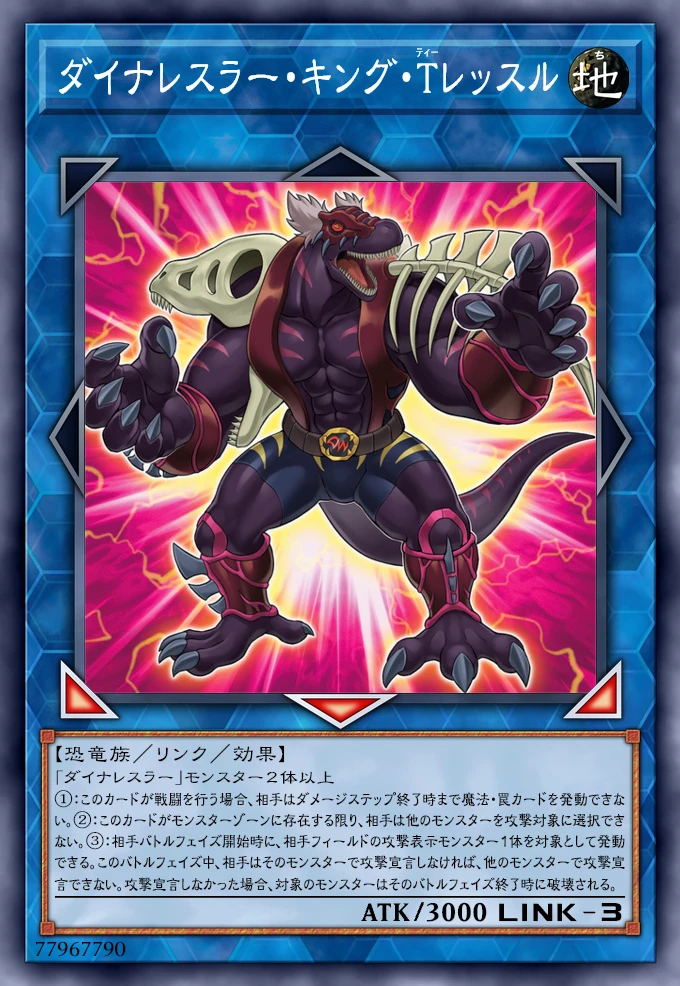 ティー
ダイナレスラー・キング・Tレッスル
ち
地
DW
【恐竜族／リンク／効果】
「ダイナレスラー」モンスター２体以上
①：このカードが戦闘を行う場合、相手はダメージステップ終了時まで魔法・罠カードを発動できな
い。②：このカードがモンスターゾーンに存在する限り、相手は他のモンスターを攻撃対象に選択でき
ない。③：相手バトルフェイズ開始時に、相手フィールドの攻撃表示モンスター１体を対象として発動
できる。このバトルフェイズ中、相手はそのモンスターで攻撃宣言しなければ、他のモンスターで攻撃宣
言できない。攻撃宣言しなかった場合、対象のモンスターはそのバトルフェイズ終了時に破壊される。
ATK/3000 LINK-3
77967790